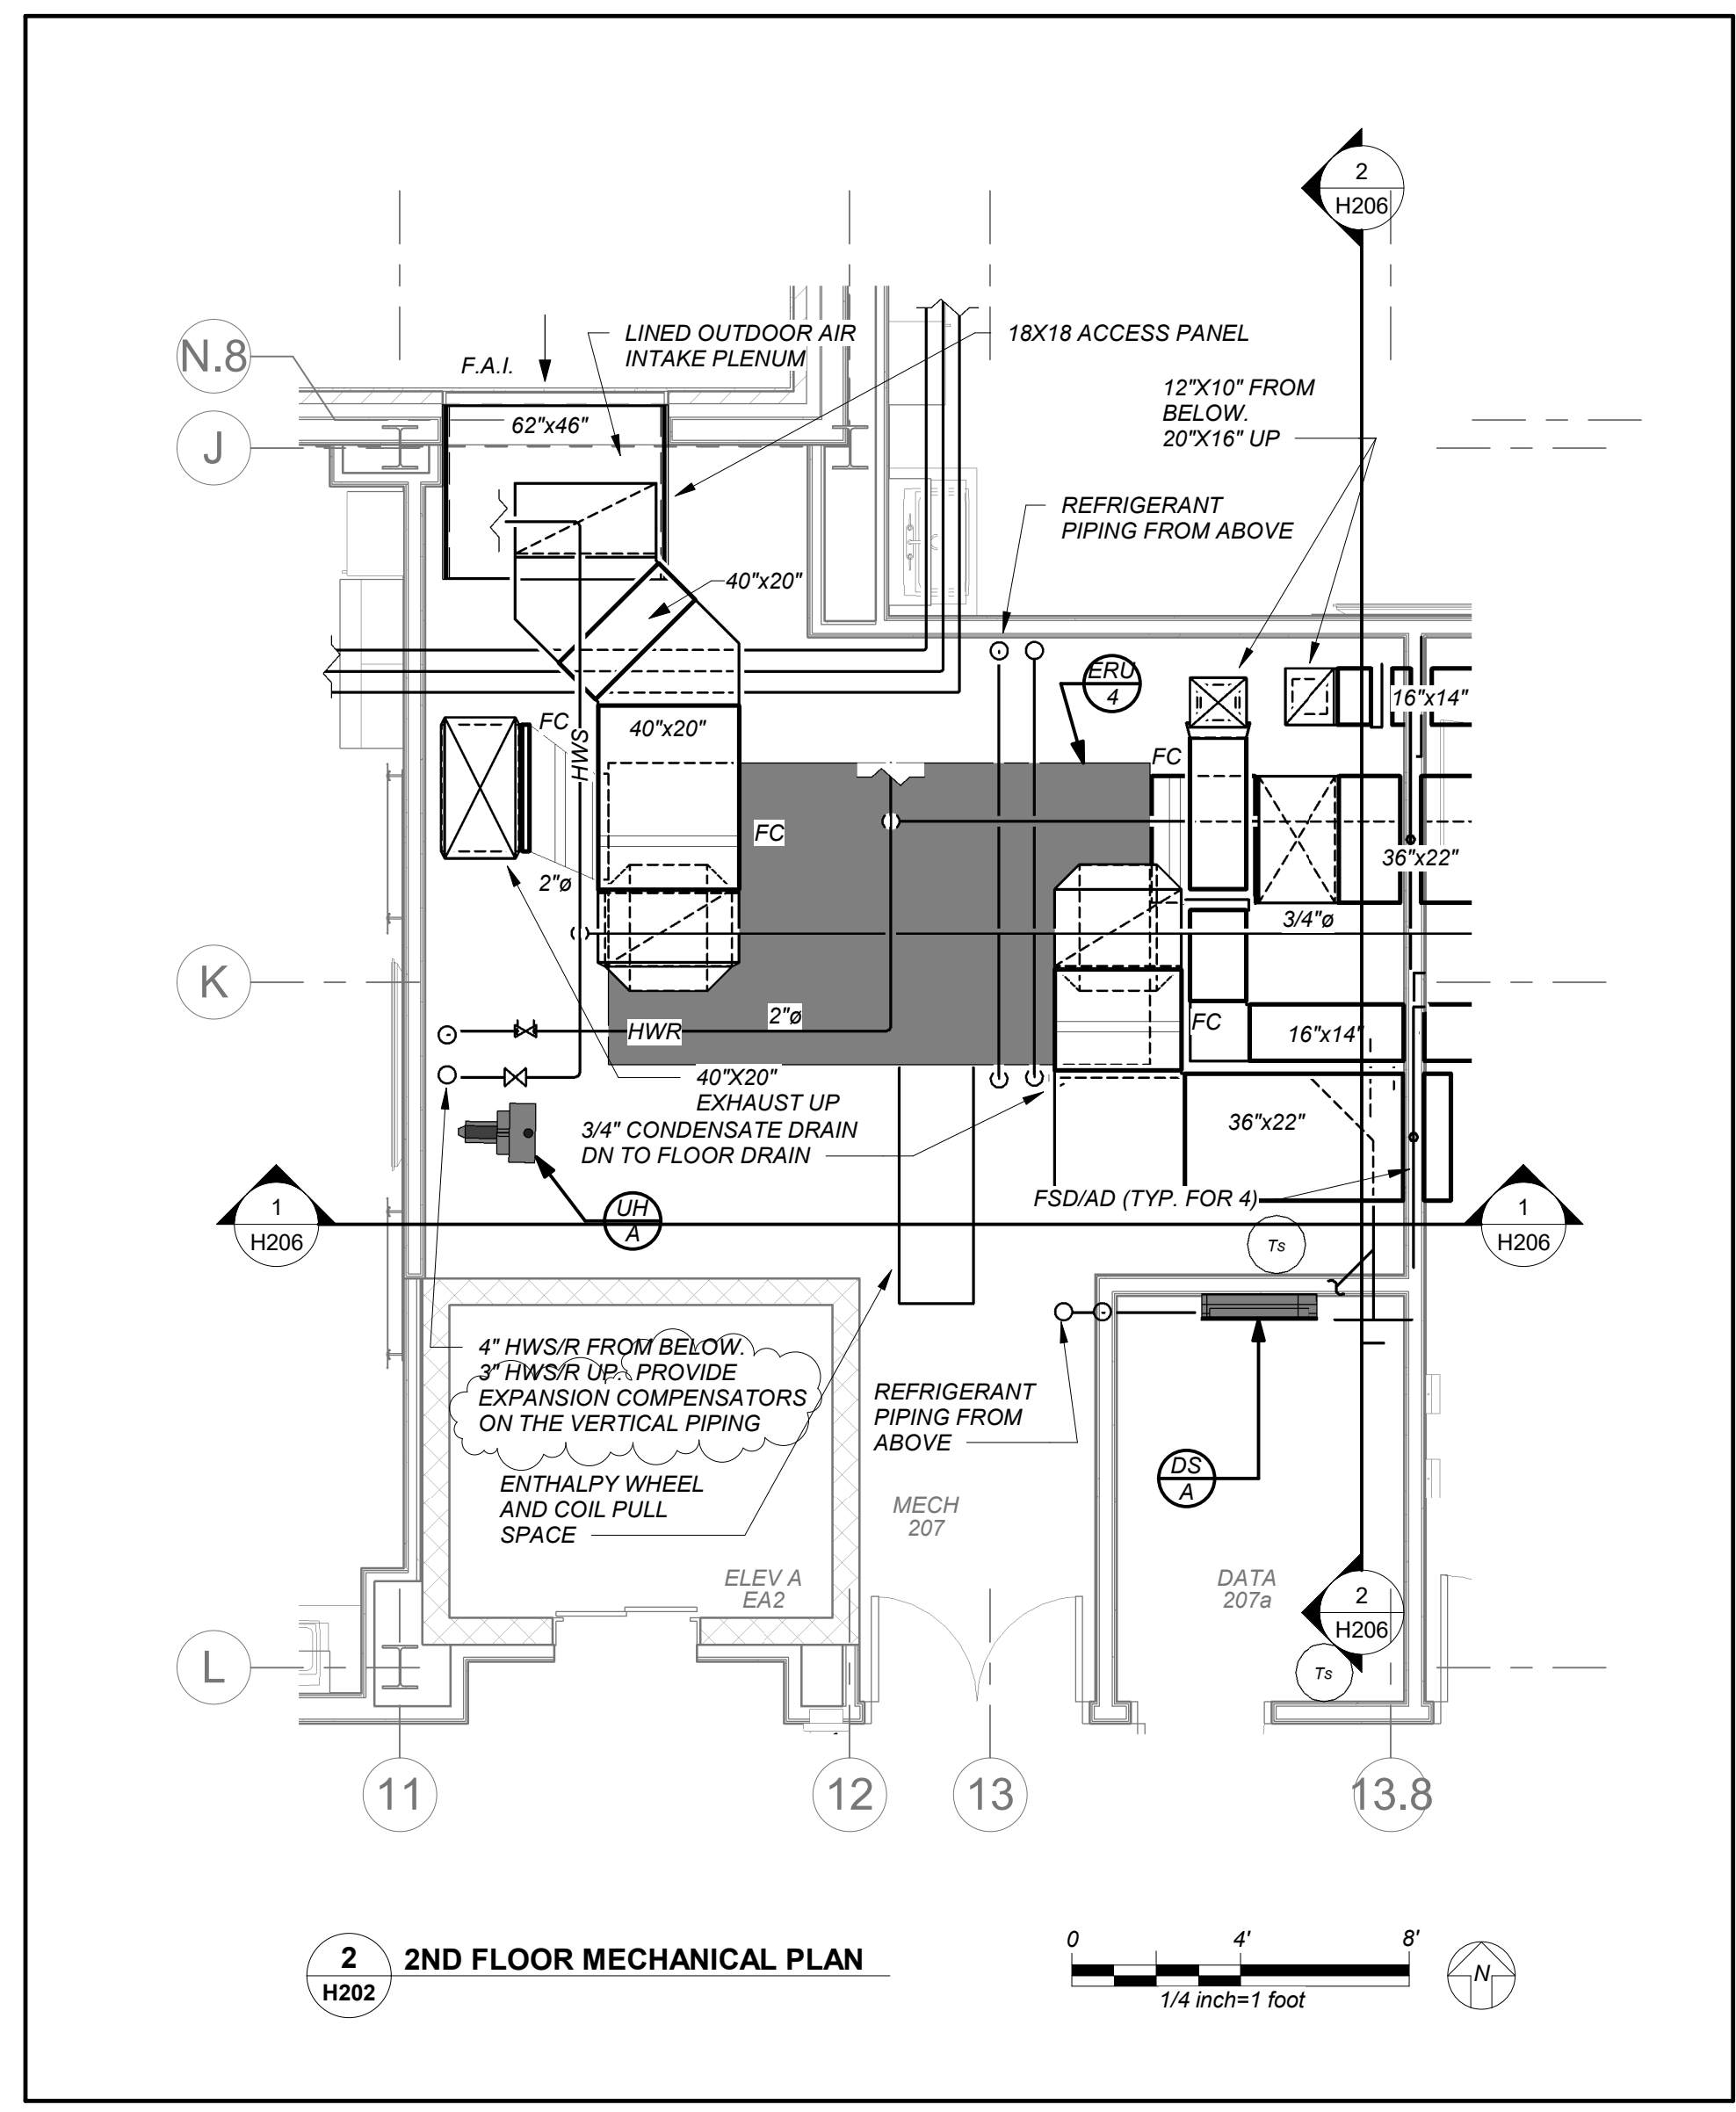 2
H206
LINED OUTDOOR AIR
INTAKE PLENUM
18X18 ACCESS PANEL
N.8
F.A.I.
12"X10" FROM
BELOW.
20"X16" UP
62"x46"
J
REFRIGERANT
PIPING FROM ABOVE
40"x20"
ERU
4
16"x14"
FC
40"x20"
HWS
FC
FC
36"x22"
2"ø
3/4"ø
K
2"ø
HWR
FC
16"x14"
40"X20"
EXHAUST UP
3/4" CONDENSATE DRAIN
DN TO FLOOR DRAIN
36"x22"
FSD/AD (TYP. FOR 4)
UH
A
1
H206
1
H206
Ts
4" HWS/R FROM BELOW.
3" HWS/R UP. PROVIDE
EXPANSION COMPENSATORS
ON THE VERTICAL PIPING
REFRIGERANT
PIPING FROM
ABOVE
ENTHALPY WHEEL
AND COIL PULL
SPACE
DS
A
MECH
207
ELEV A
EA2
DATA
207a
2
H206
L
Ts
11
12
13
13.8
2
H202
2ND FLOOR MECHANICAL PLAN
0
4'
8'
1/4 inch=1 foot
N